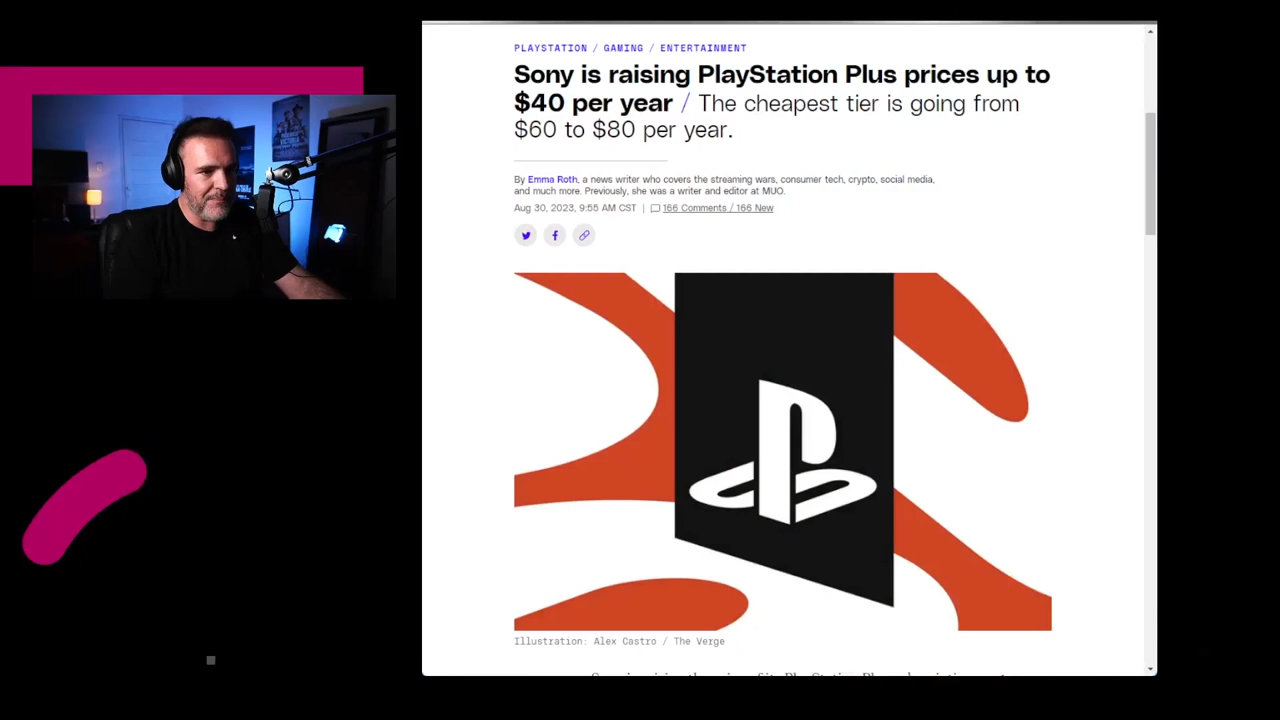 PLAYSTATION / GAMING / ENTERTAINMENT
Sony is raising PlayStation Plus prices up to
$40 per year / The cheapest tier is going from
$60 to $80 per year.
By Emma Roth, a news writer who covers the streaming wars, consumer tech, crypto, social media,
and much more. Previously, she was a writer and editor at MUO.
Aug 30, 2023, 9:55 AM CST | 166 Comments / 166 New
Illustration: Alex Castro / The Verge